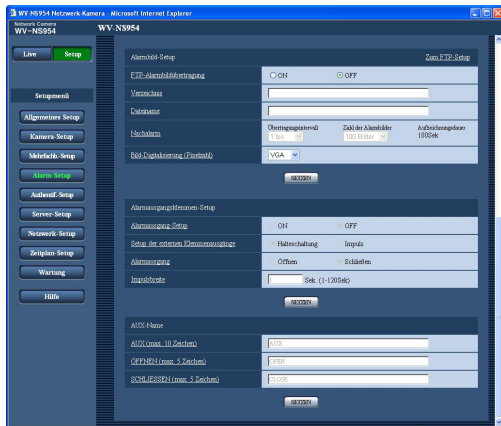 WV-NS954 Netzwerk-Kamera - Microsoft Internet Explorer
Network Camera
WV-NS954
WV-NS954
Live
Setup
Setupmenü
Allgemeines Setup
Kamera-Setup
Mehrfachb.-Setup
Alarm-Setup
Authentif.-Setup
Server-Setup
Netzwerk-Setup
Zeitplan-Setup
Wartung
Hilfe
Alarmbild-Setup
Zum FTP-Setup
FTP-Alarmbildübertragung
ON
OFF
Verzeichnis
Dateiname
Nachalarm
Übertragungsintervall
Zahl der Alarmbilder
Aufzeichnungsdauer
1 fps
100 Bilder
100Sek
Bild-Digitalisierung (Pixelzahl)
VGA
SETZEN
Alarmausgangsklemmen-Setup
Alarmausgang-Setup
ON
OFF
Setup der externen Klemmenausgänge
Halteschaltung
Impuls
Alarmausgang
Öffnen
Schließen
Impulsbreite
1
Sek. (1-120Sek)
SETZEN
AUX-Name
AUX (max. 10 Zeichen)
AUX
ÖFFNEN (max. 5 Zeichen)
OPEN
SCHLIESSEN (max. 5 Zeichen)
CLOSE
SETZEN